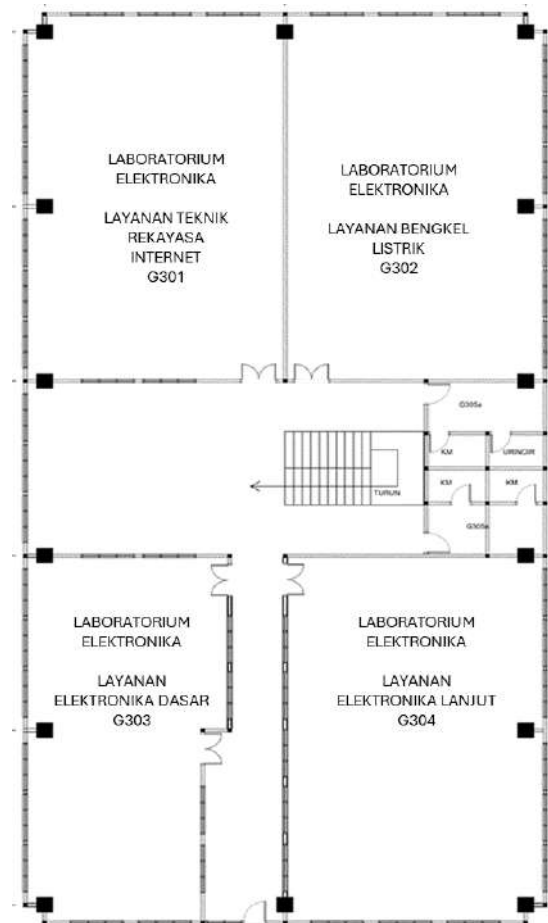 LABORATORIUM
ELEKTRONIKA
LAYANAN TEKNIK
REKAYASA
INTERNET
G301
LABORATORIUM
ELEKTRONIKA
LAYANAN BENGKEL
LISTRIK
G302
G305a
KM
URINOIR
KM
KM
TURUN
LABORATORIUM
ELEKTRONIKA
LAYANAN
ELEKTRONIKA DASAR
G303
LABORATORIUM
ELEKTRONIKA
LAYANAN
ELEKTRONIKA LANJUT
G304